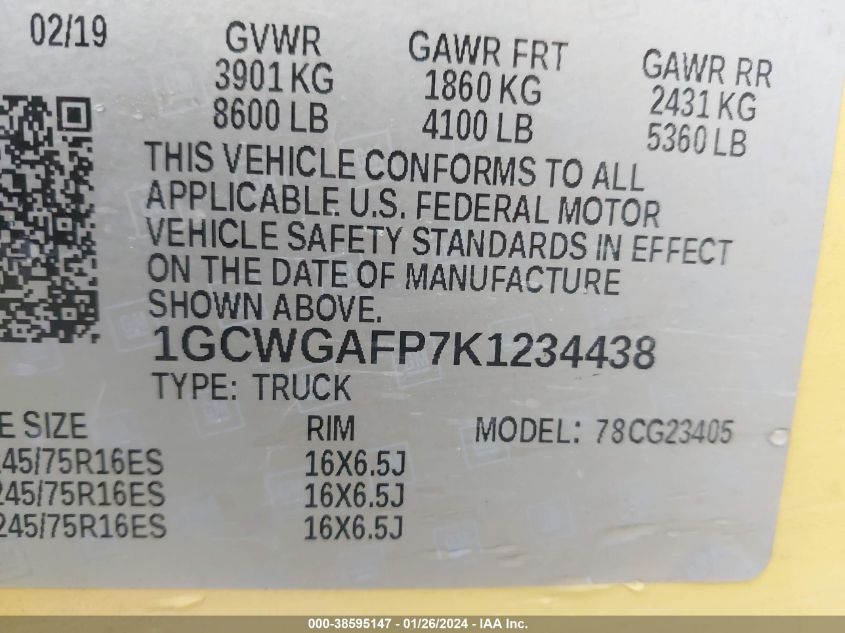 02/19 GVWR GAWR FRT GAWR RR
3901 KG 1860 KG 2431 KG
8600 LB 4100 LB 5360 LB
THIS VEHICLE CONFORMS TO ALL
APPLICABLE U.S. FEDERAL MOTOR
VEHICLE SAFETY STANDARDS IN EFFECT
ON THE DATE OF MANUFACTURE
SHOWN ABOVE.
1GCWGAFP7K1234438
TYPE: TRUCK
E SIZE RIM MODEL: 78CG23405
245/75R16ES 16X6.5J
245/75R16ES 16X6.5J
245/75R16ES 16X6.5J
000-38595147 - 01/26/2024 - IAA Inc.